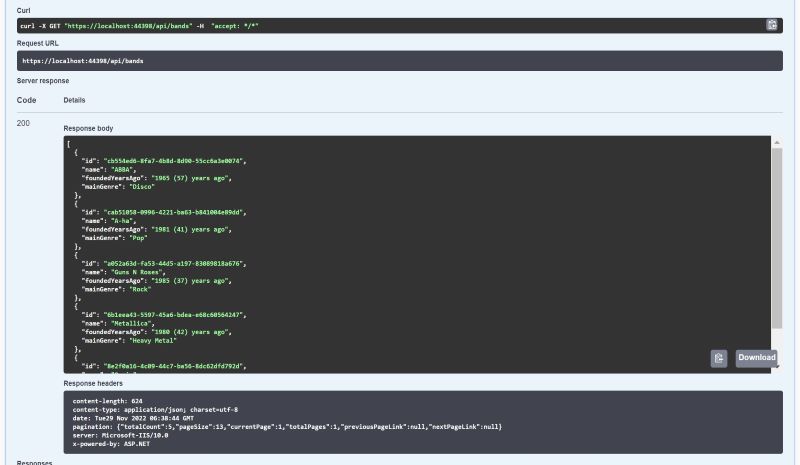 Curl
curl -X GET "https://localhost:44398/api/bands" -H  "accept: */*"
Request URL
https://localhost:44398/api/bands
Server response
Code Details
200
Response body
[
  {
    "id": "cb554ed6-8fa7-4b8d-8d90-55cc6a3e0074",
    "name": "ABBA",
    "foundedYearsAgo": "1965 (57) years ago",
    "mainGenre": "Disco"
  },
  {
    "id": "cab51058-0996-4221-ba63-b841004e89dd",
    "name": "A-ha",
    "foundedYearsAgo": "1981 (41) years ago",
    "mainGenre": "Pop"
  },
  {
    "id": "a052a63d-fa53-44d5-a197-83089818a676",
    "name": "Guns N Roses",
    "foundedYearsAgo": "1985 (37) years ago",
    "mainGenre": "Rock"
  },
  {
    "id": "6b1eea43-5597-45a6-bdea-e68c60564247",
    "name": "Metallica",
    "foundedYearsAgo": "1980 (42) years ago",
    "mainGenre": "Heavy Metal"
  },
  {
    "id": "8e2f0a16-4c09-44c7-ba56-8dc62dfd792d",
Download
Response headers
content-length: 624
content-type: application/json; charset=utf-8
date: Tue29 Nov 2022 06:38:44 GMT
pagination: {"totalCount":5,"pageSize":13,"currentPage":1,"totalPages":1,"previousPageLink":null,"nextPageLink":null}
server: Microsoft-IIS/10.0
x-powered-by: ASP.NET
Responses